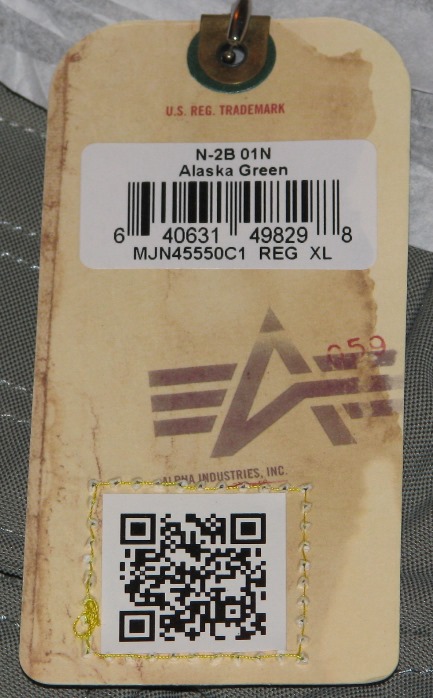 U.S. REG. TRADEMARK
N-2B 01N
Alaska Green
6 40631 49829 8
MJN45550C1 REG XL
059
ALPHA INDUSTRIES, INC.